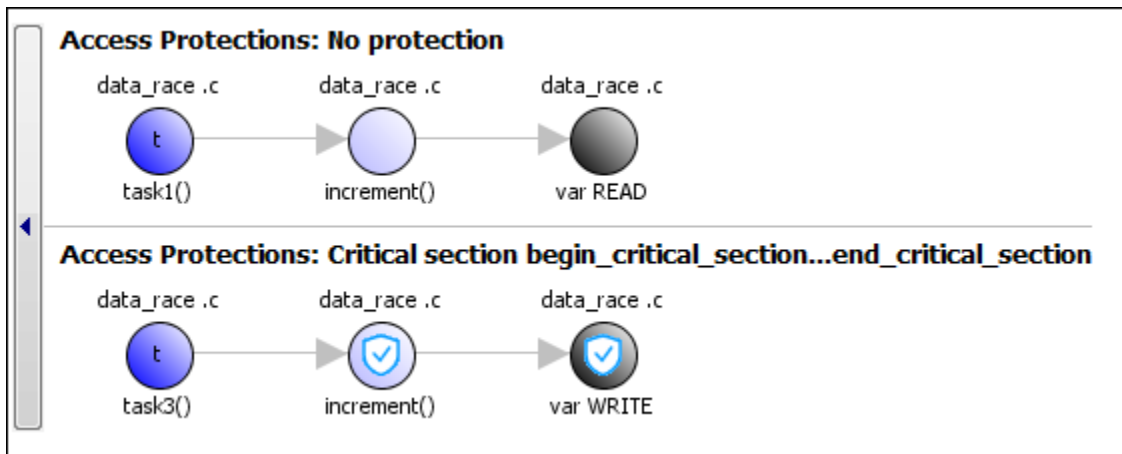 Access Protections: No protection
data_race .c data_race .c data_race .c
t
task1() increment() var READ
Access Protections: Critical section begin_critical_section...end_critical_section
data_race .c data_race .c data_race .c
t
task3() increment() var WRITE